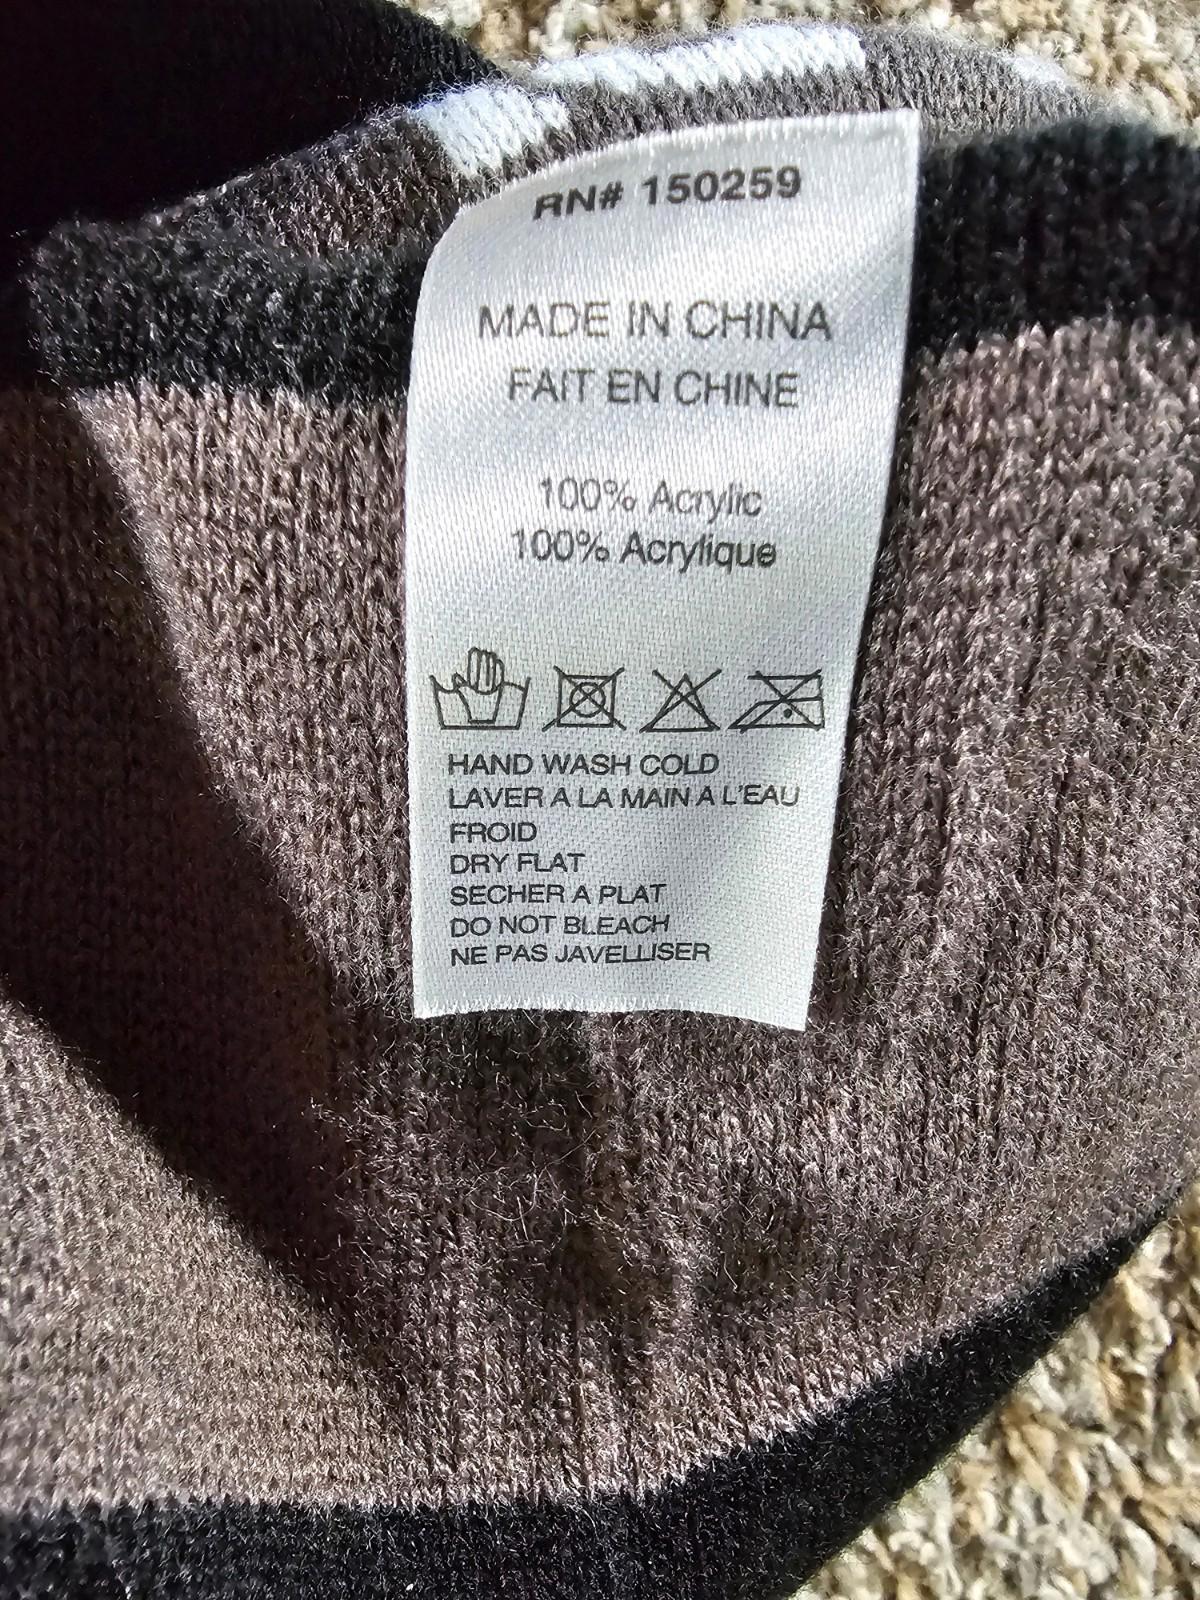 RN# 150259
MADE IN CHINA
FAIT EN CHINE
100% Acrylic
100% Acrylique
HAND WASH COLD
LAVER A LA MAIN A L'EAU
FROID
DRY FLAT
SECHER A PLAT
DO NOT BLEACH
NE PAS JAVELLISER